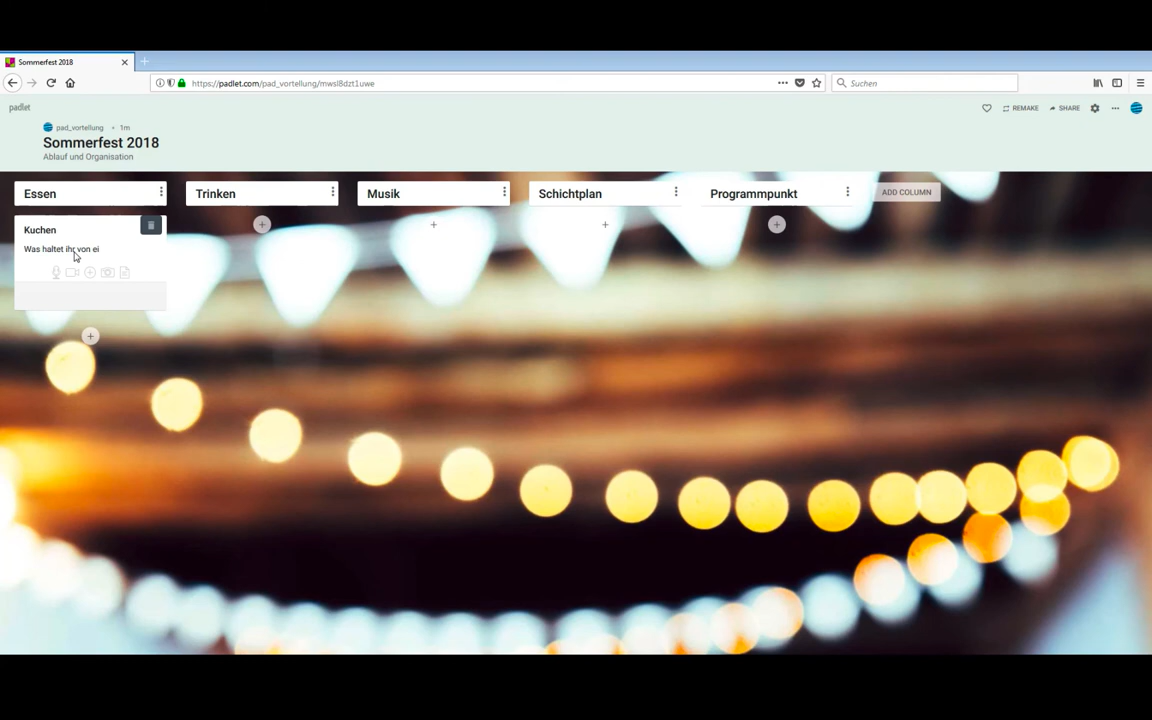 Sommerfest 2018
https://padlet.com/pad_vortellung/mwsl8dzt1uwe
Suchen
padlet
REMAKE
SHARE
pad_vortellung • 1m
Sommerfest 2018
Ablauf und Organisation
Essen
Trinken
Musik
Schichtplan
Programmpunkt
ADD COLUMN
Kuchen
Was haltet ihr von ei